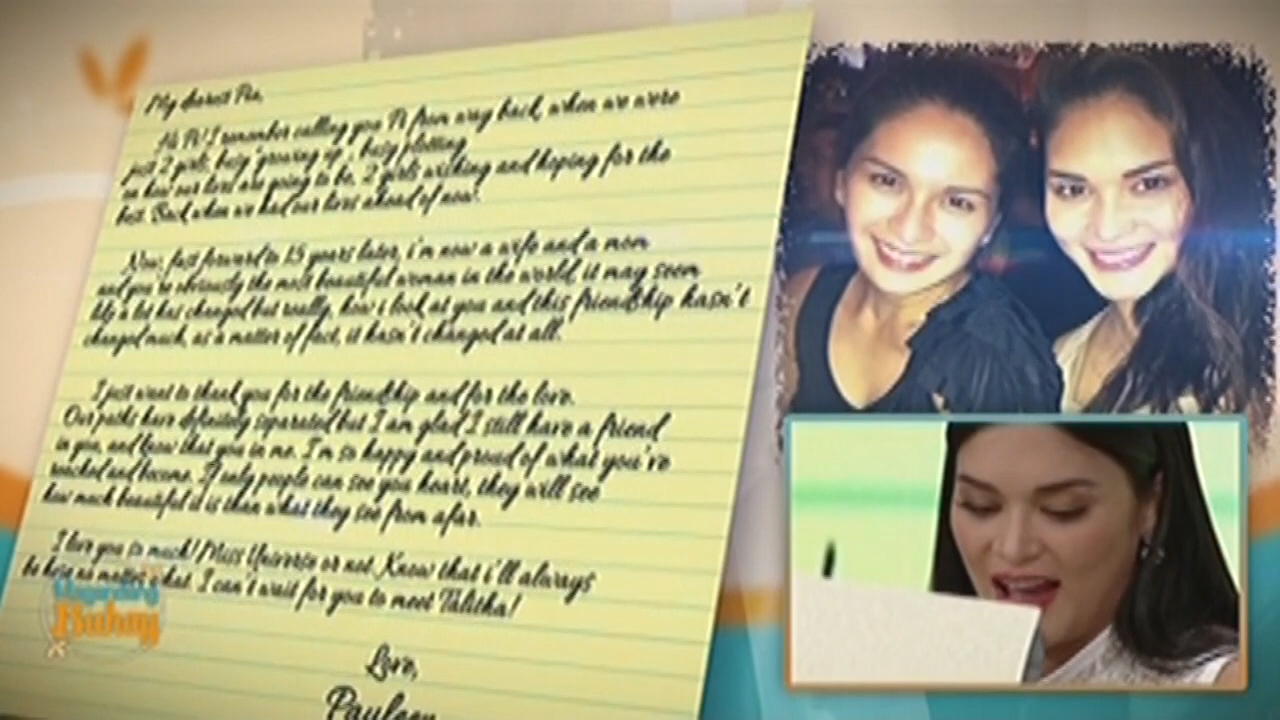 My dearest Pia,
Hi Pi! I remember calling you Pi from way back, when we were
just 2 girls, busy "growing up", busy plotting
on how our lives are going to be. 2 girls wishing and hoping for the
best. Back when we had our lives ahead of now.
Now, fast forward to 15 years later, i'm now a wife and a mom
and you're obviously the most beautiful woman in the world, it may seem
like a lot has changed but really, how i look at you and this friendship hasn't
changed much, as a matter of fact, it hasn't changed at all.
I just want to thank you for the friendship and for the love.
Our paths have definitely separated but I am glad I still have a friend
in you, and know that you in me. I'm so happy and proud of what you've
reached and become. If only people can see you heart, they will see
how much beautiful it is than what they see from afar.
I love you so much! Miss Universe or not. Know that i'll always
be here no matter what. I can't wait for you to meet Talitha!
Love,
Pauleen
Magandang
Buhay